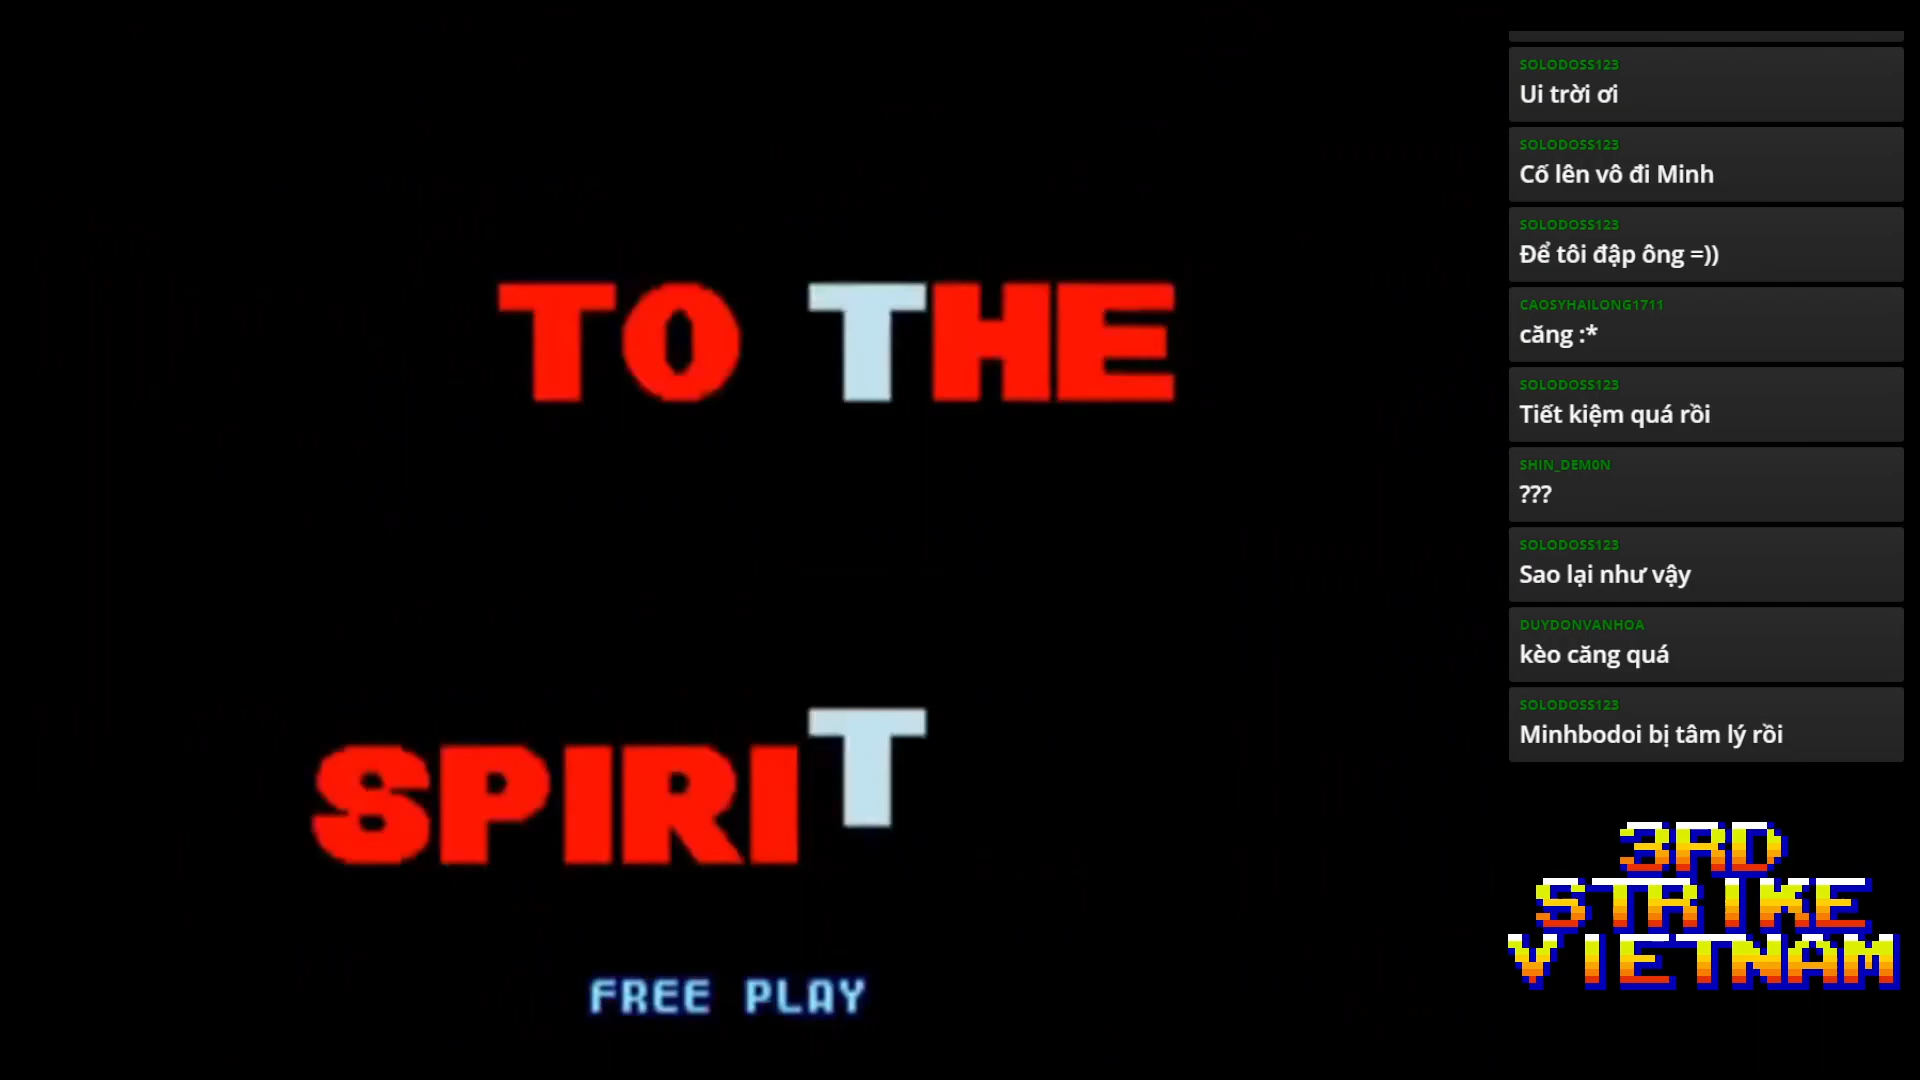 TO THE
SPIRIT
FREE PLAY
SOLODOSS123
Ui trời ơi
SOLODOSS123
Cố lên vô đi Minh
SOLODOSS123
Để tôi đập ông =))
CAOSYHAILONG1711
căng :*
SOLODOSS123
Tiết kiệm quá rồi
SHIN_DEM0N
???
SOLODOSS123
Sao lại như vậy
DUYDONVANHOA
kèo căng quá
SOLODOSS123
Minhbodoi bị tâm lý rồi
3RD
STRIKE
VIETNAM